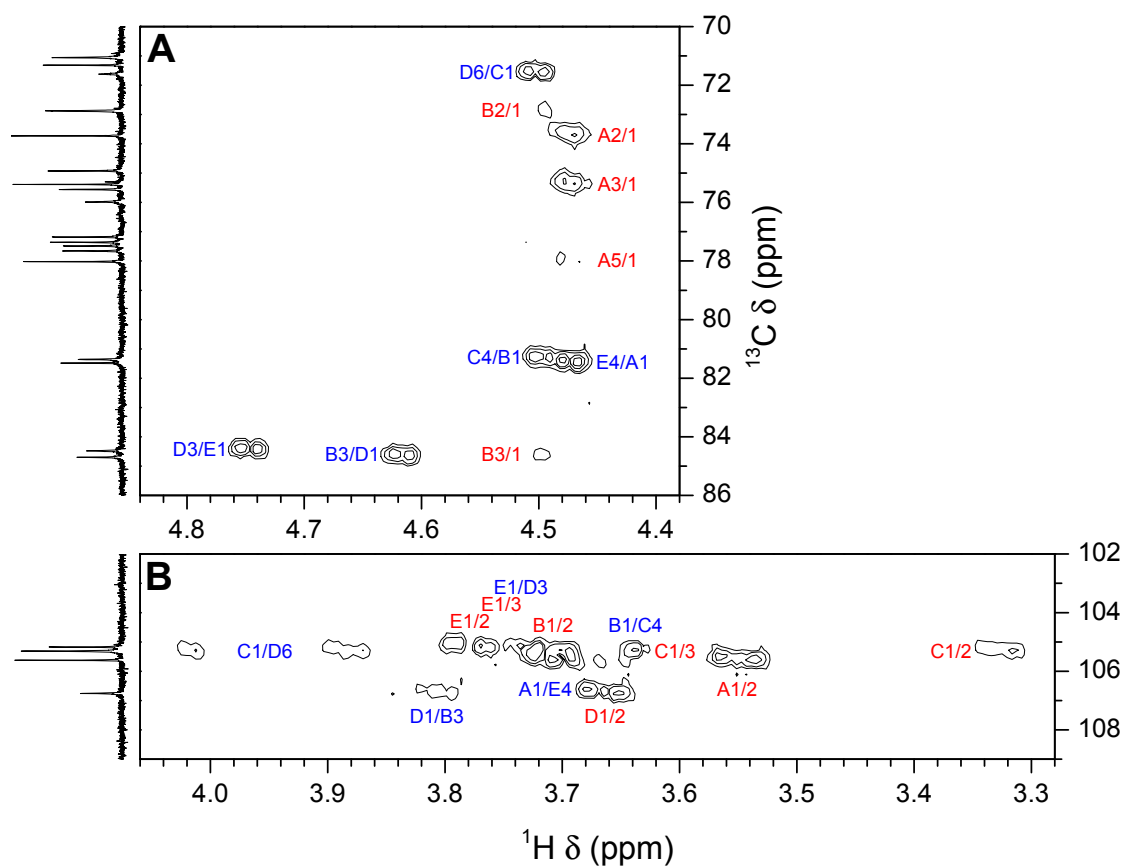 A
70
D6/C1
72
B2/1
A2/1
74
A3/1
76
A5/1
78
80
C4/B1 E4/A1
82
D3/E1 B3/D1 B3/1
84
86
¹³C δ (ppm)
4.8 4.7 4.6 4.5 4.4
B
102
E1/D3
E1/3
104
E1/2 B1/2 B1/C4
C1/D6 C1/3 C1/2
106
D1/B3 A1/E4 D1/2 A1/2
108
4.0 3.9 3.8 3.7 3.6 3.5 3.4 3.3
¹H δ (ppm)